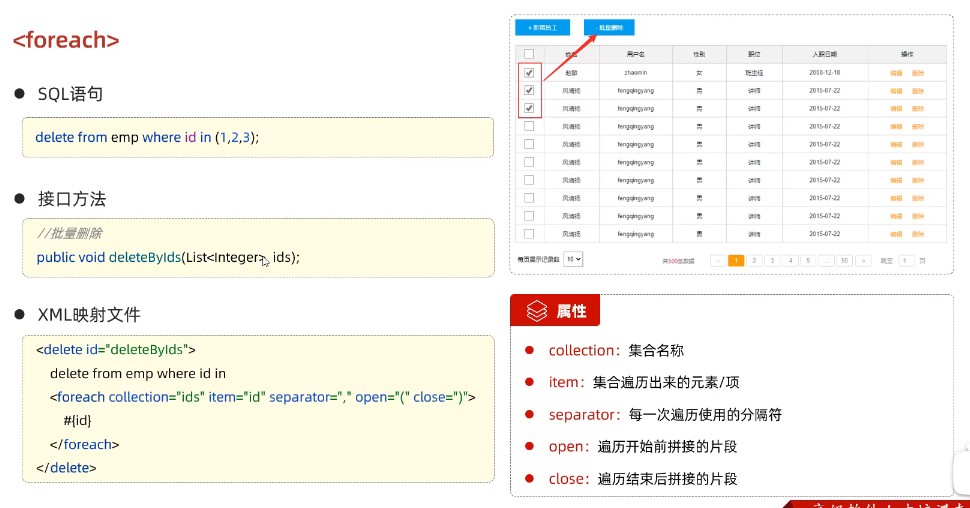 <foreach>
SQL语句
delete from emp where id in (1,2,3);
接口方法
//批量删除
public void deleteByIds(List<Integer> ids);
XML映射文件
<delete id="deleteByIds">
delete from emp where id in
<foreach collection="ids" item="id" separator="," open="(" close=")">
#{id}
</foreach>
</delete>
+ 新增员工 批量删除
姓名 用户名 性别 职位 入职日期 操作
赵敏 zhaomin 女 班主任 2008-12-18 编辑 删除
风清扬 fengqingyang 男 讲师 2015-07-22 编辑 删除
风清扬 fengqingyang 男 讲师 2015-07-22 编辑 删除
风清扬 fengqingyang 男 讲师 2015-07-22 编辑 删除
风清扬 fengqingyang 男 讲师 2015-07-22 编辑 删除
风清扬 fengqingyang 男 讲师 2015-07-22 编辑 删除
风清扬 fengqingyang 男 讲师 2015-07-22 编辑 删除
风清扬 fengqingyang 男 讲师 2015-07-22 编辑 删除
风清扬 fengqingyang 男 讲师 2015-07-22 编辑 删除
风清扬 fengqingyang 男 讲师 2015-07-22 编辑 删除
每页展示记录数 10 共500条数据 < 1 2 3 4 5 ... 50 > 跳至 1 页
属性
collection：集合名称
item：集合遍历出来的元素/项
separator：每一次遍历使用的分隔符
open：遍历开始前拼接的片段
close：遍历结束后拼接的片段